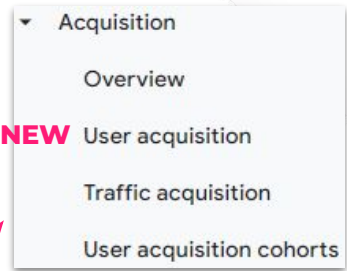 Acquisition
Overview
NEW User acquisition
Traffic acquisition
User acquisition cohorts